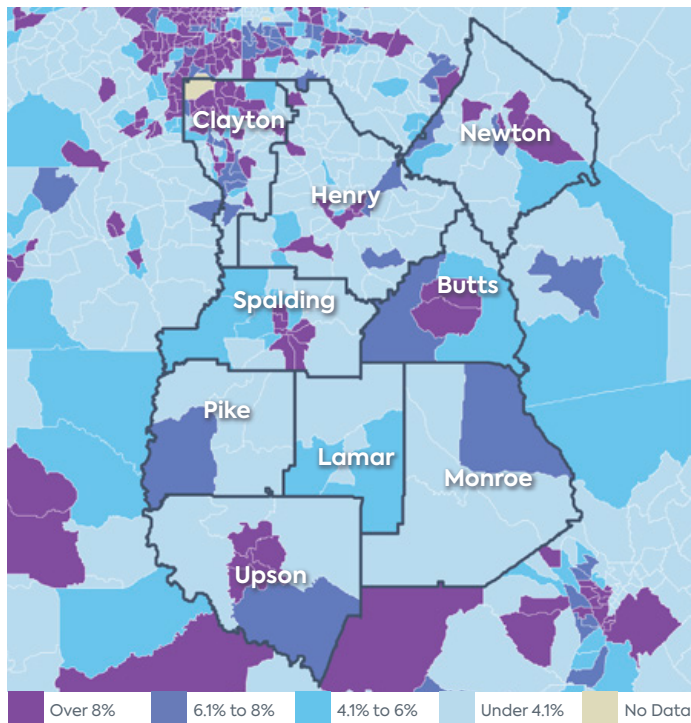 Clayton
Newton
Henry
Butts
Spalding
Pike
Lamar
Monroe
Upson
Over 8%
6.1% to 8%
4.1% to 6%
Under 4.1%
No Data